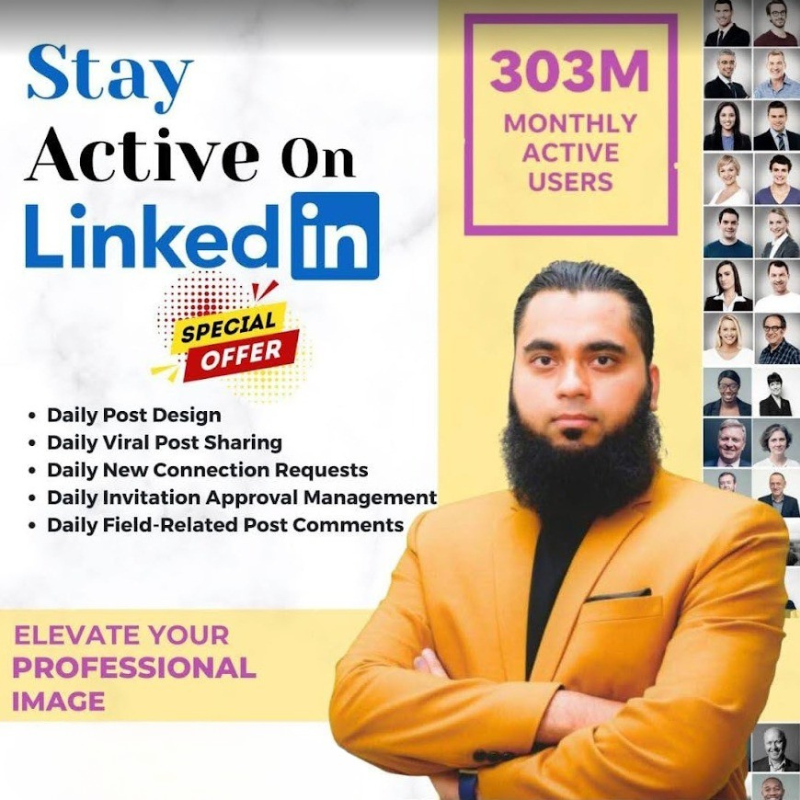 Stay
Active On
Linkedin
SPECIAL
OFFER
• Daily Post Design
• Daily Viral Post Sharing
• Daily New Connection Requests
• Daily Invitation Approval Management
• Daily Field-Related Post Comments
ELEVATE YOUR
PROFESSIONAL
IMAGE
303M
MONTHLY
ACTIVE
USERS